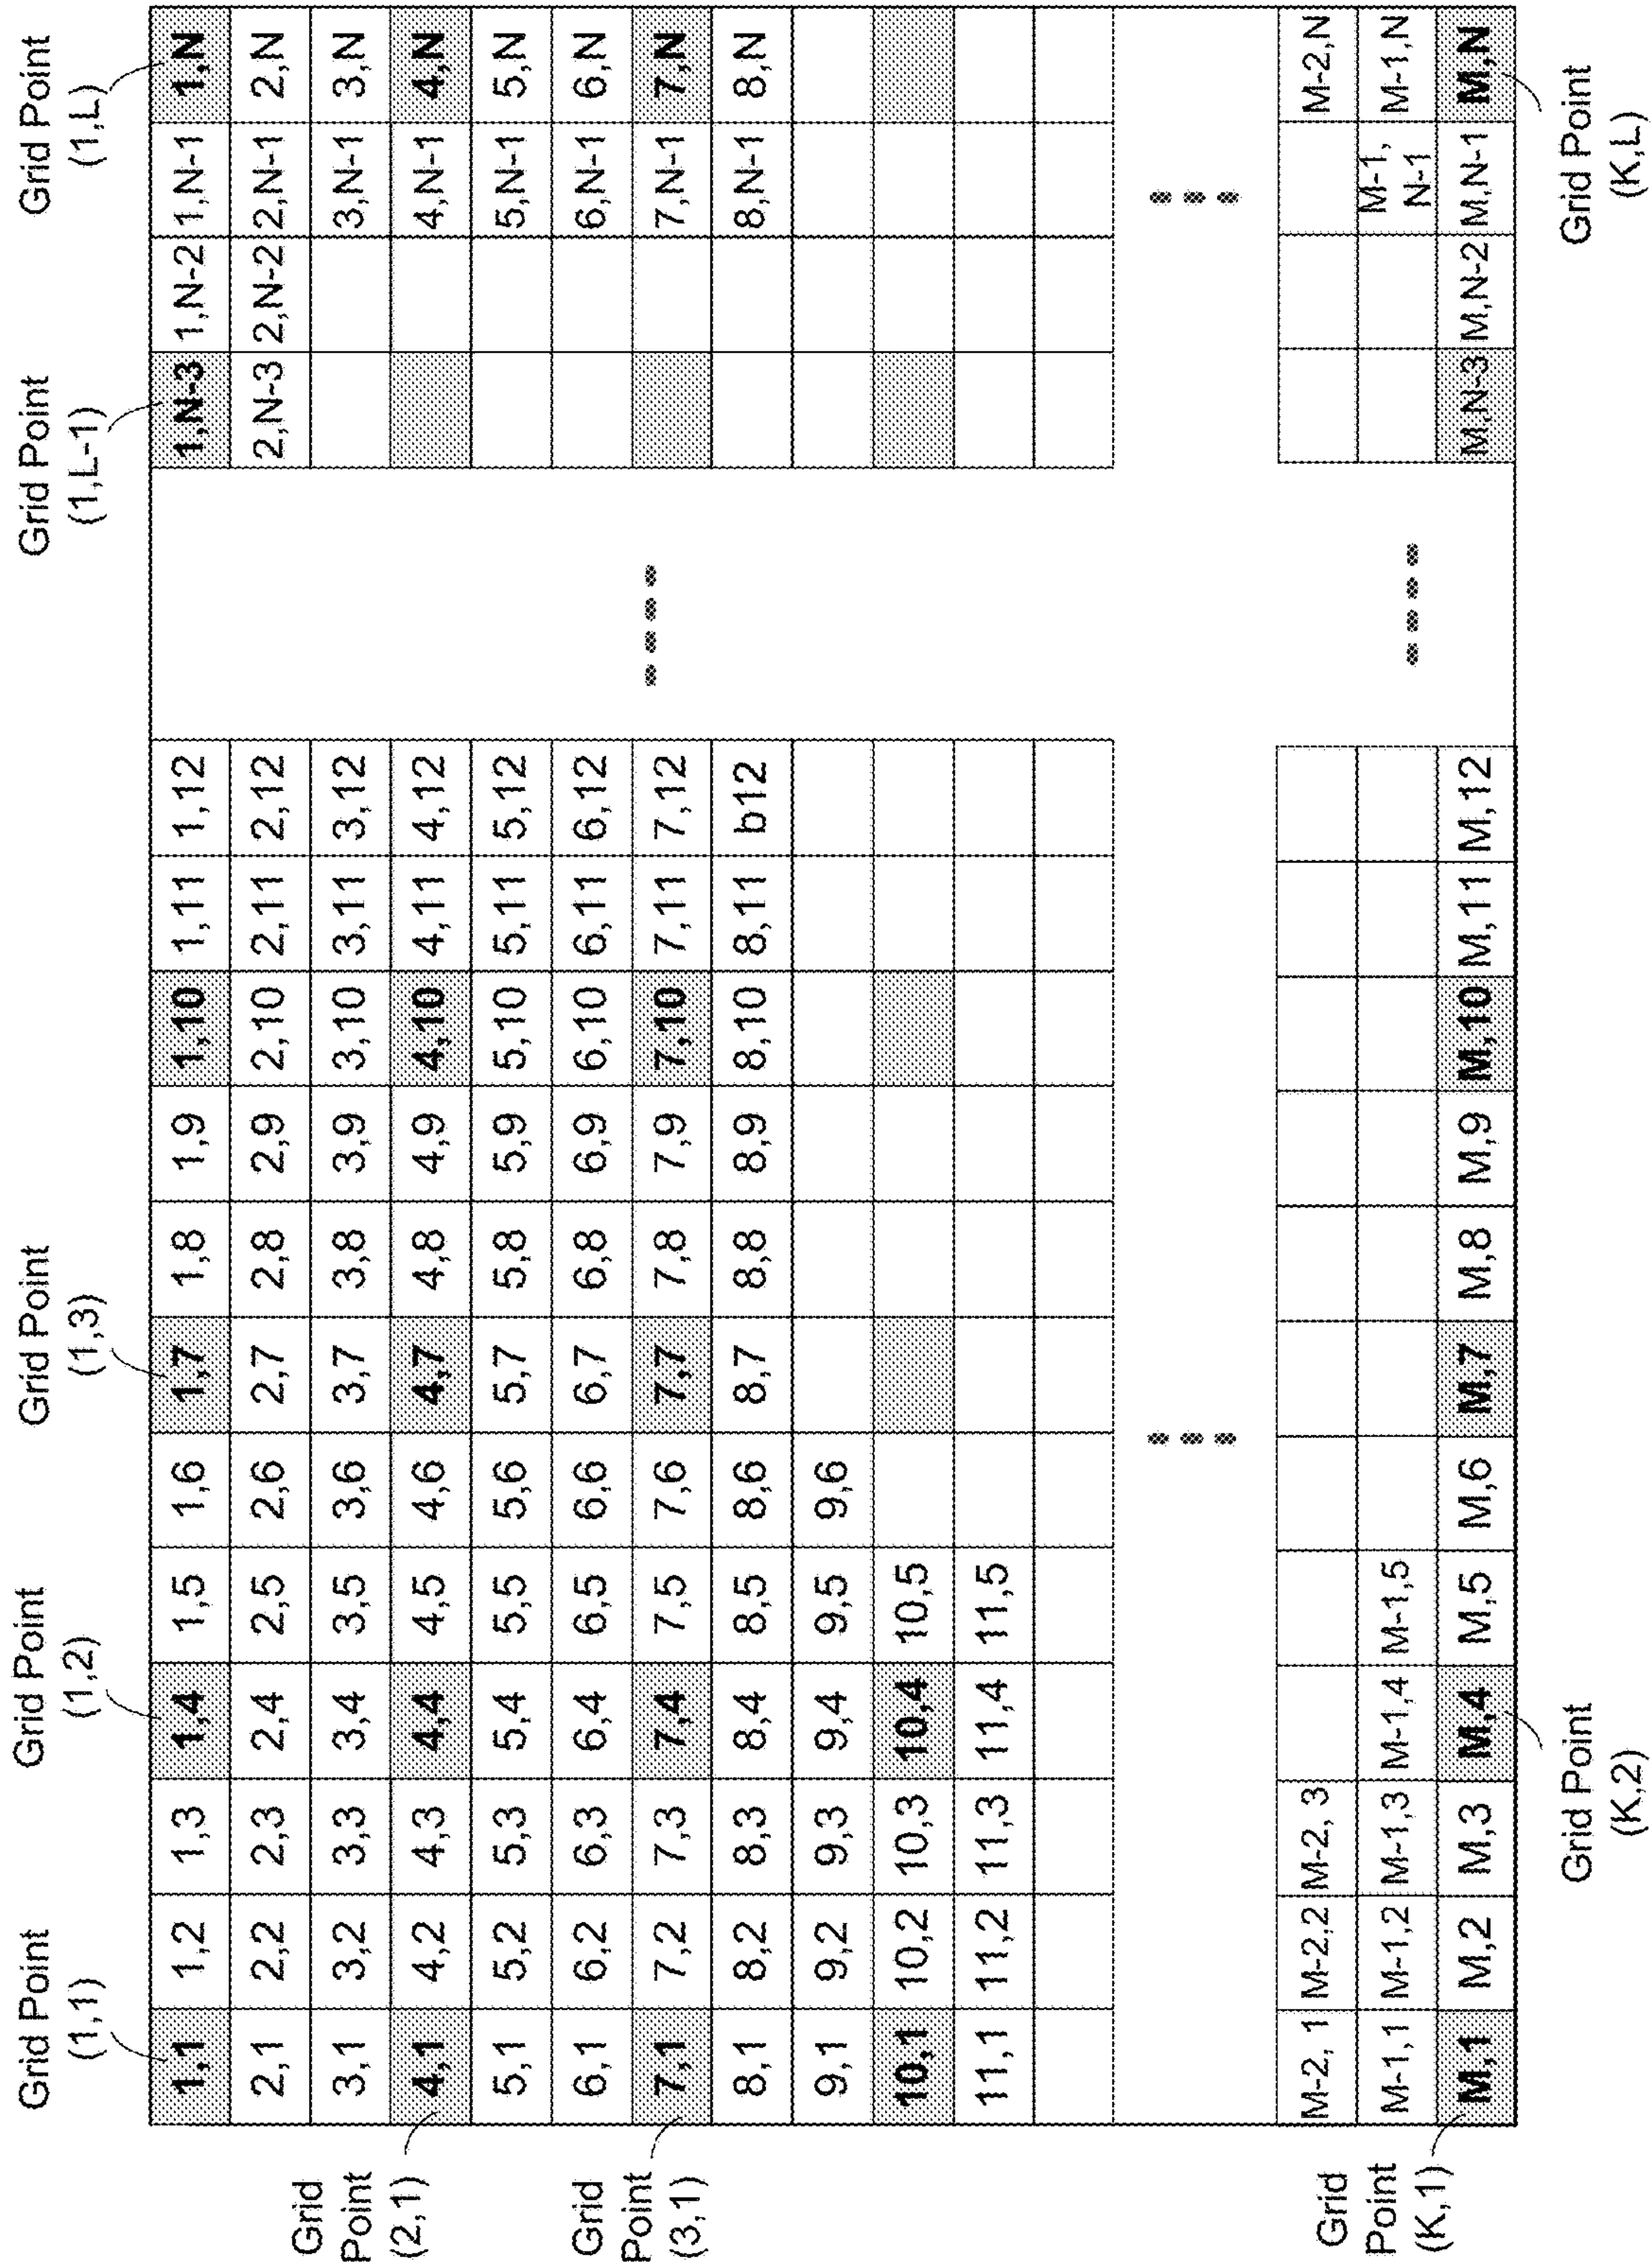 Grid Point
(1,1)
Grid Point
(1,2)
Grid Point
(1,3)
Grid Point
(1,L-1)
Grid Point
(1,L)
1,1 1,2 1,3 1,4 1,5 1,6 1,7 1,8 1,9 1,10 1,11 1,12 1,N-3 1,N-2 1,N-1 1,N
2,1 2,2 2,3 2,4 2,5 2,6 2,7 2,8 2,9 2,10 2,11 2,12 2,N-3 2,N-2 2,N-1 2,N
3,1 3,2 3,3 3,4 3,5 3,6 3,7 3,8 3,9 3,10 3,11 3,12 3,N-1 3,N
Grid
Point
(2,1)
4,1 4,2 4,3 4,4 4,5 4,6 4,7 4,8 4,9 4,10 4,11 4,12 4,N-1 4,N
5,1 5,2 5,3 5,4 5,5 5,6 5,7 5,8 5,9 5,10 5,11 5,12 5,N-1 5,N
6,1 6,2 6,3 6,4 6,5 6,6 6,7 6,8 6,9 6,10 6,11 6,12 6,N-1 6,N
Grid
Point
(3,1)
7,1 7,2 7,3 7,4 7,5 7,6 7,7 7,8 7,9 7,10 7,11 7,12 7,N-1 7,N
8,1 8,2 8,3 8,4 8,5 8,6 8,7 8,8 8,9 8,10 8,11 b12 8,N-1 8,N
9,1 9,2 9,3 9,4 9,5 9,6
10,1 10,2 10,3 10,4 10,5
11,1 11,2 11,3 11,4 11,5
M-2, 1 M-2,2 M-2, 3 M-2,N
M-1,1 M-1,2 M-1,3 M-1,4 M-1,5 M-1,
N-1 M-1,N
Grid
Point
(K,1)
M,1 M,2 M,3 M,4 M,5 M,6 M,7 M,8 M,9 M,10 M,11 M,12 M,N-3 M,N-2 M,N-1 M,N
Grid Point
(K,2)
Grid Point
(K,L)